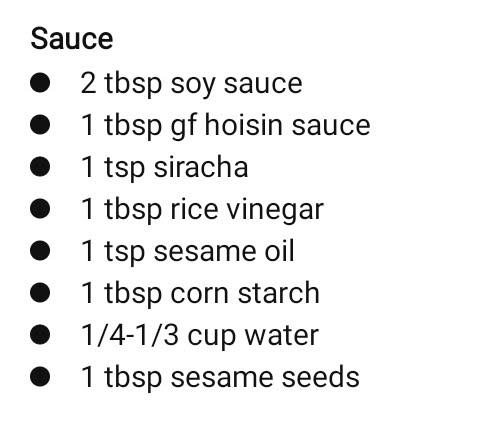 Sauce
● 2 tbsp soy sauce
● 1 tbsp gf hoisin sauce
● 1 tsp siracha
● 1 tbsp rice vinegar
● 1 tsp sesame oil
● 1 tbsp corn starch
● 1/4-1/3 cup water
● 1 tbsp sesame seeds